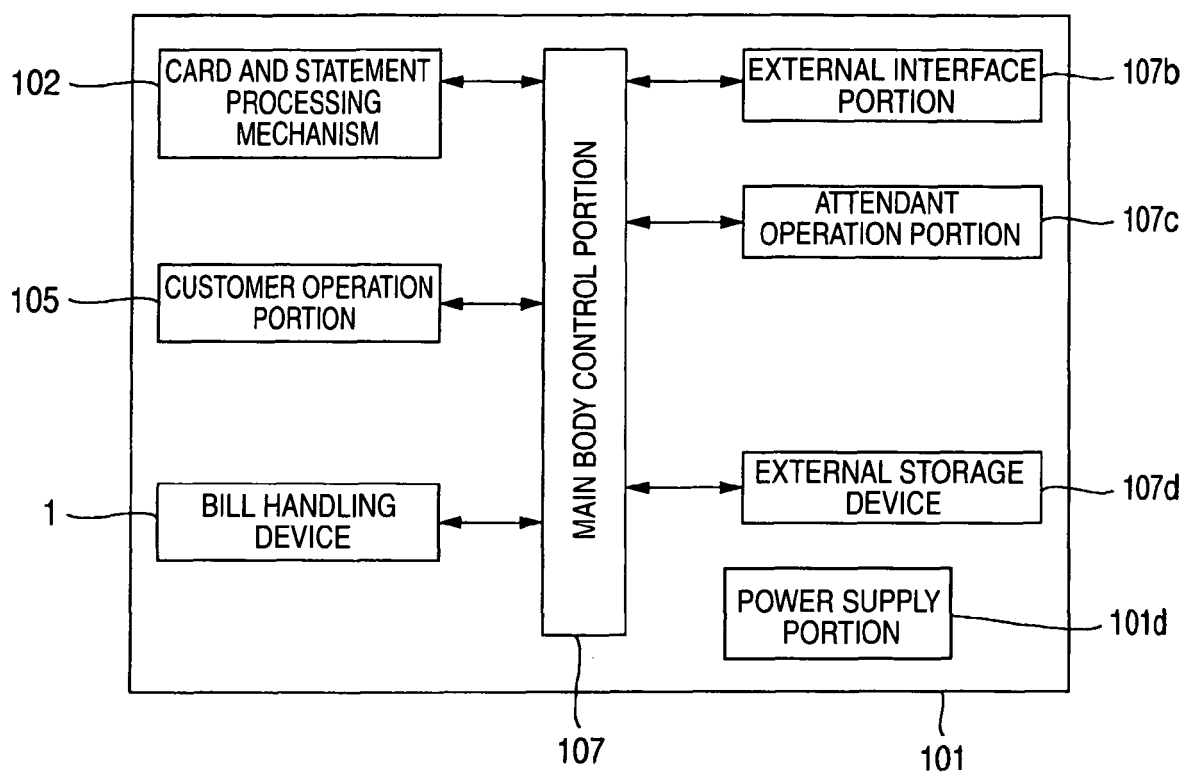 102
CARD AND STATEMENT
PROCESSING
MECHANISM
105
CUSTOMER OPERATION
PORTION
1
BILL HANDLING
DEVICE
MAIN BODY CONTROL PORTION
107
EXTERNAL INTERFACE
PORTION
107b
ATTENDANT
OPERATION PORTION
107c
EXTERNAL STORAGE
DEVICE
107d
POWER SUPPLY
PORTION
101d
101